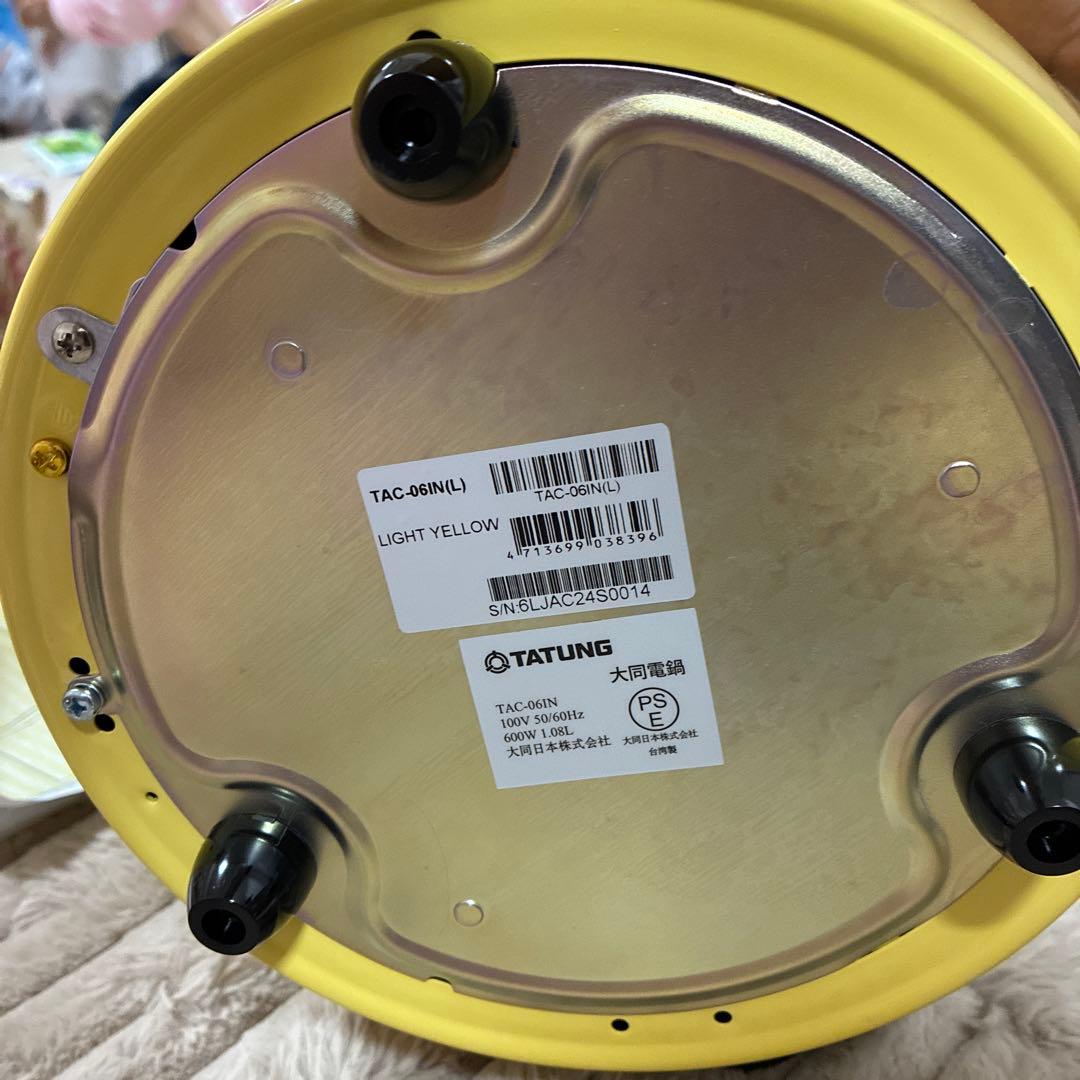 TAC-06IN(L)
TAC-06IN(L)
LIGHT YELLOW
4 713699 038396
S/N:6LJAC24S0014
TATUNG
大同電鍋
TAC-06IN
100V 50/60Hz
600W 1.08L
大同日本株式会社
PS
E
大同日本株式会社
台湾製